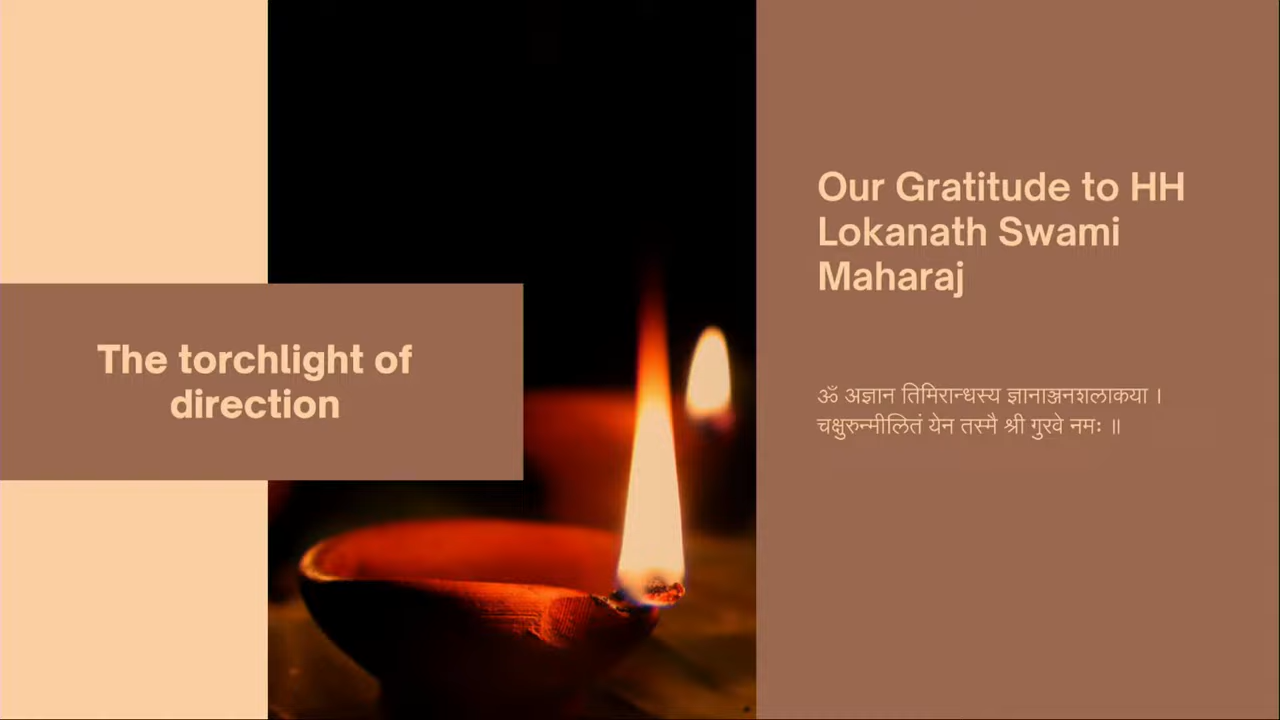 The torchlight of
direction
Our Gratitude to HH
Lokanath Swami
Maharaj
ॐ अज्ञान तिमिरान्धस्य ज्ञानाञ्जनशलाकया ।
चक्षुरुन्मीलितं येन तस्मै श्री गुरवे नमः ॥